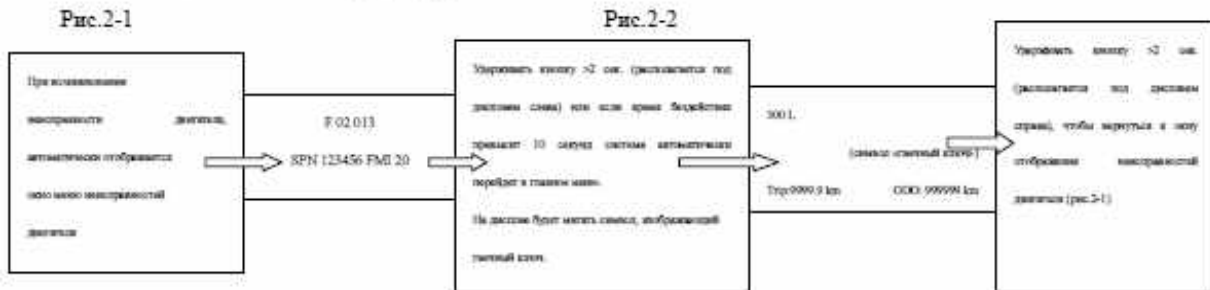 Рис.2-1
Рис.2-2
При возникновении
неисправности двигателя,
автоматически отображается
окно меню неисправностей
двигателя
F. 02 013
SPN 123456 FMI 20
Удерживать кнопку >2 сек. (располагается под
дисплеем слева) или если время бездействия
превысит 10 секунд система автоматически
перейдет в главное меню.
На дисплее будет мигать символ, изображающий
гаечный ключ.
300 L
(символ «гаечный ключ»)
Trip:9999.9 km ODO: 999999 km
Удерживать кнопку >2 сек.
(располагается под дисплеем
справа), чтобы вернуться к окну
отображения неисправностей
двигателя (рис.2-1)